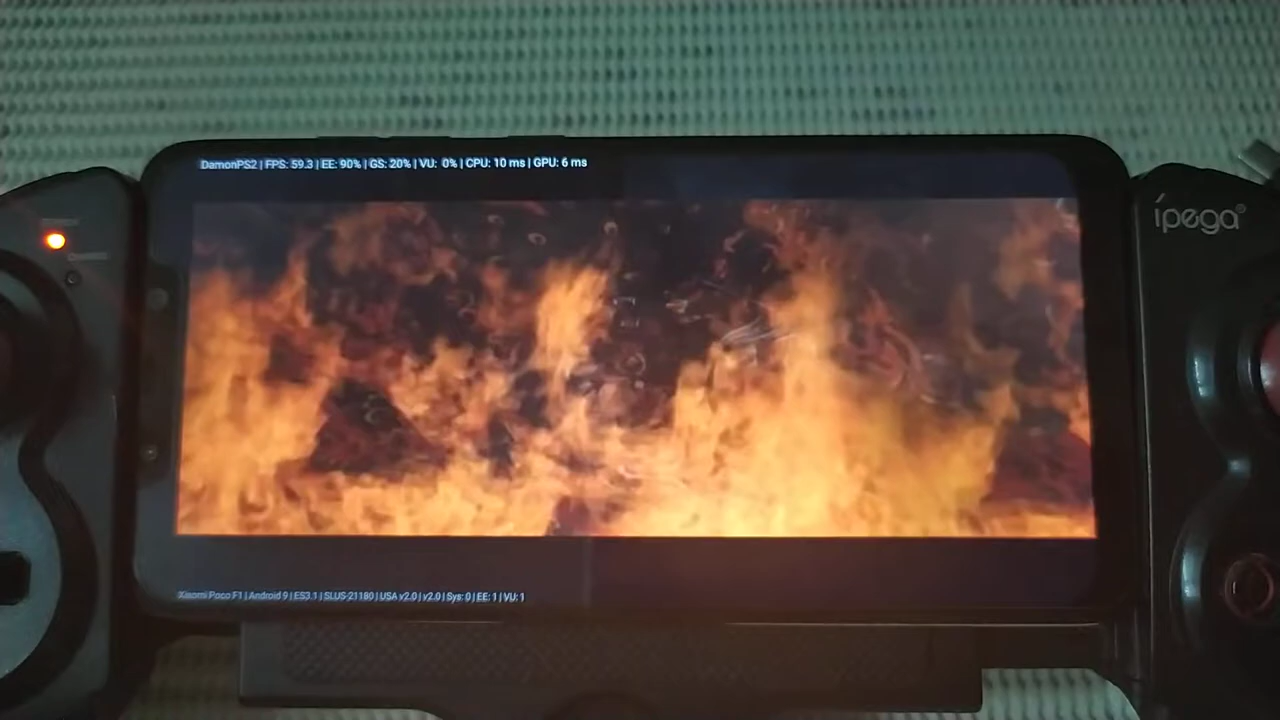 DamonPS2 | FPS: 59.3 | EE: 90% | GS: 20% | VU: 0% | CPU: 10 ms | GPU: 6 ms
ípega®
Xiaomi Poco F1 | Android 9 | ES3.1 | SLUS-21180 | USA v2.0 | v2.0 | Sys: 0 | EE: 1 | VU: 1